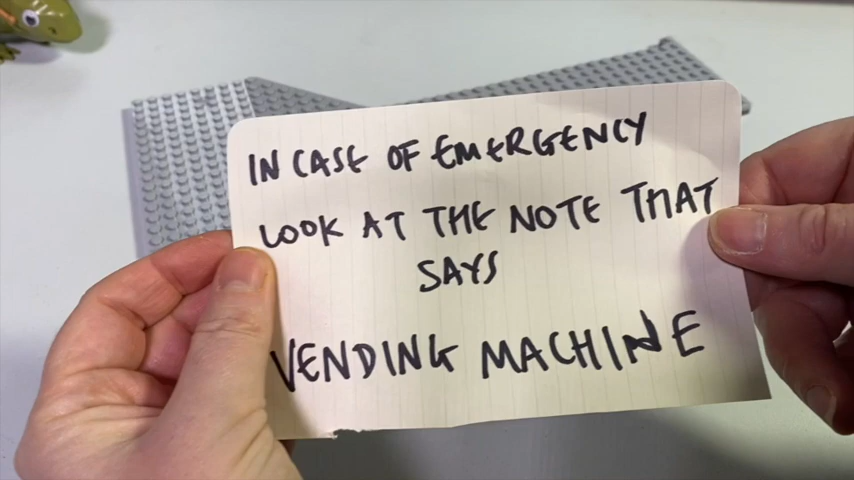 IN CASE OF EMERGENCY
LOOK AT THE NOTE THAT
SAYS
VENDING MACHINE